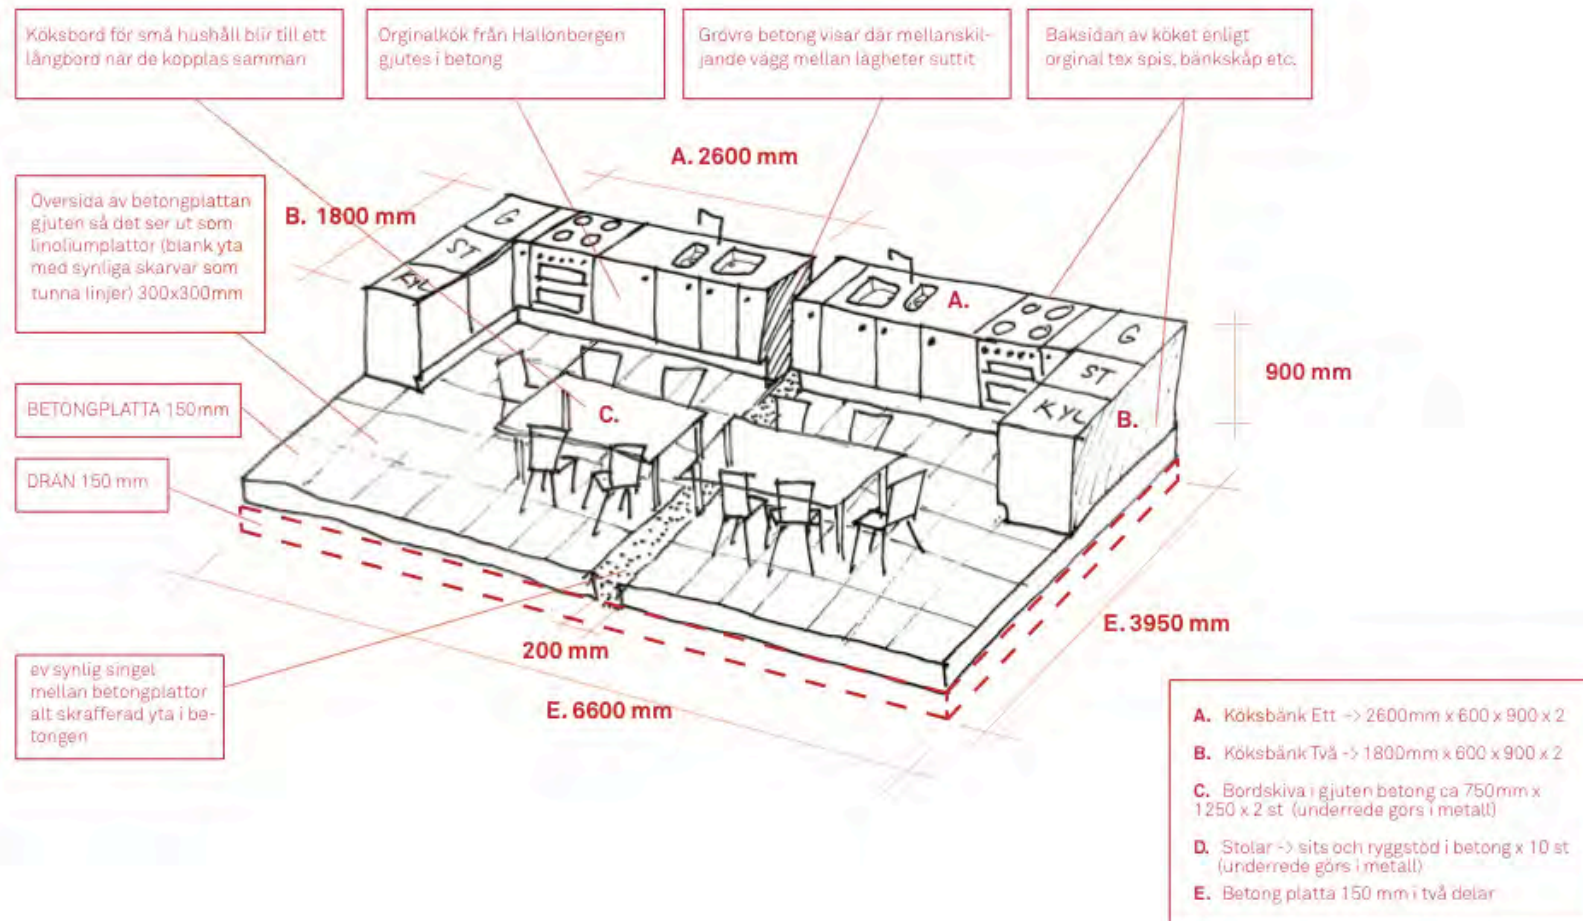 Köksbord för små hushåll blir till ett
långbord när de kopplas samman
Orginalkök från Hallonbergen
gjutes i betong
Grövre betong visar där mellanskil-
jande vägg mellan lägheter suttit
Baksidan av köket enligt
orginal tex spis, bänkskåp etc.
A. 2600 mm
B. 1800 mm
Översida av betongplattan
gjuten så det ser ut som
linoliumplattor (blank yta
med synliga skarvar som
tunna linjer) 300x300mm
G
ST
KYL
A.
G
ST
KYL
B.
900 mm
C.
BETONGPLATTA 150mm
DRÄN 150 mm
E. 3950 mm
200 mm
E. 6600 mm
ev synlig singel
mellan betongplattor
alt skrafferad yta i be-
tongen
A. Köksbänk Ett -> 2600mm x 600 x 900 x 2
B. Köksbänk Två -> 1800mm x 600 x 900 x 2
C. Bordskiva i gjuten betong ca 750mm x
1250 x 2 st (underrede görs i metall)
D. Stolar -> sits och ryggstöd i betong x 10 st
(underrede görs i metall)
E. Betong platta 150 mm i två delar